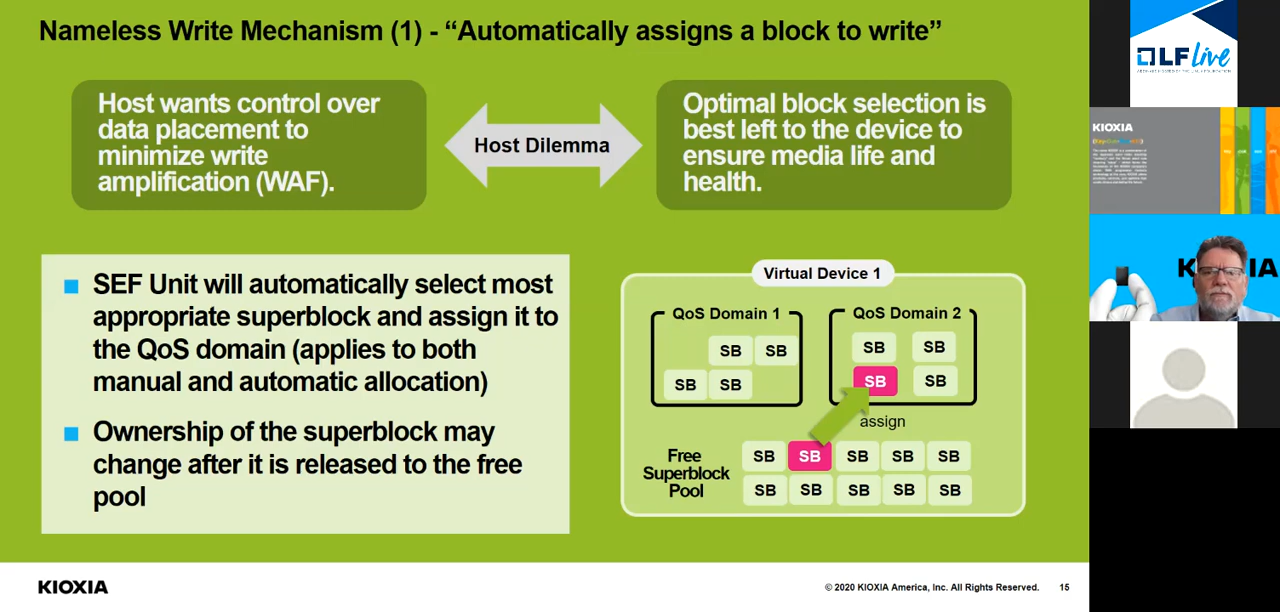 Nameless Write Mechanism (1) - “Automatically assigns a block to write”
Host wants control over
data placement to
minimize write
amplification (WAF).
Host Dilemma
Optimal block selection is
best left to the device to
ensure media life and
health.
SEF Unit will automatically select most
appropriate superblock and assign it to
the QoS domain (applies to both
manual and automatic allocation)
Ownership of the superblock may
change after it is released to the free
pool
Virtual Device 1
QoS Domain 1
SB SB
SB SB
QoS Domain 2
SB SB
SB SB
assign
Free
Superblock
Pool
SB SB SB SB SB
SB SB SB SB SB
KIOXIA
© 2020 KIOXIA America, Inc. All Rights Reserved. 15
LF Live
KIOXIA